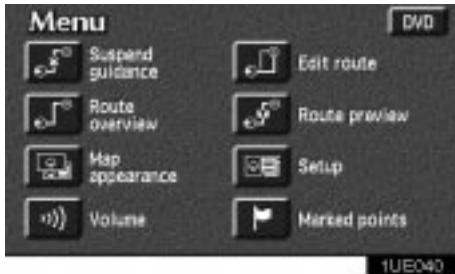 Menu
DVD
Suspend
guidance
Edit route
Route
overview
Route preview
Map
appearance
Setup
Volume
Marked points
1UE040